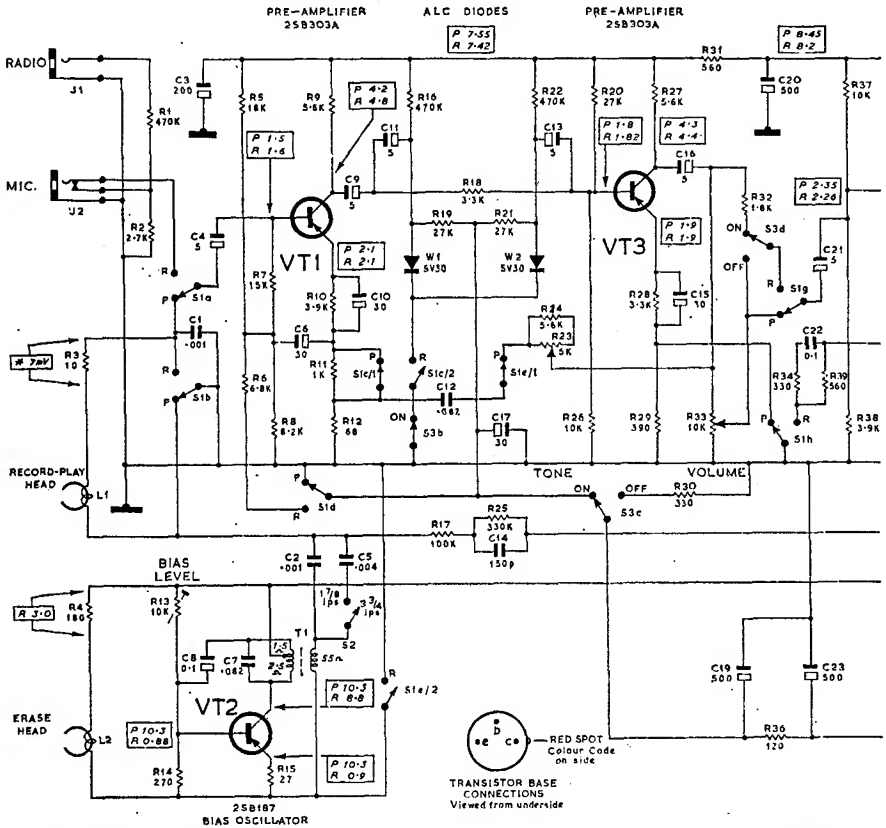 PRE-AMPLIFIER
2SB303A
ALC DIODES
PRE-AMPLIFIER
2SB303A
P 7·55
R 7·42
P 8·45
R 8·2
RADIO
J1
R1
470K
C3
200
R5
18K
R9
5·6K
P 4·2
R 4·8
R16
470K
R22
470K
R20
27K
R27
5·6K
R31
560
C20
500
R37
10K
C11
5
C13
5
P 1·5
R 1·6
P 1·8
R 1·82
P 4·3
R 4·4
MIC.
J2
C9
5
R18
3·3K
C16
5
R32
1·8K
P 2·35
R 2·26
R2
2·7K
C4
5
VT1
P 2·1
R 2·1
R19
27K
R21
27K
VT3
P 1·9
R 1·9
ON
S3d
OFF
C21
5
R
P
S1a
R7
15K
W1
SV30
W2
SV30
R
P
S1g
R10
3·9K
C10
30
R28
3·3K
C15
30
C1
·001
C6
30
R24
5·6K
R23
5K
C22
0·1
* 7mV
R3
10
R
P
S1b
R11
1K
P
S1c/1
R
S1c/2
P
S1e/1
C12
·082
R34
330
R39
560
R6
6·8K
R8
8·2K
R12
68
ON
S3b
C17
30
R26
10K
R29
390
R33
10K
P
R
S1h
R38
3·9K
RECORD-PLAY
HEAD
L1
P
R
S1d
TONE
VOLUME
ON
OFF
S3c
R30
330
R17
100K
R25
330K
C14
150p
BIAS
LEVEL
C2
·001
C5
·004
R 3·0
R4
180
R13
10K
1 7/8
ips
3 3/4
ips
S2
T1
1·5
2·5
Ω
55Ω
C8
0·1
C7
·082
VT2
P 10·3
R 8·8
R
S1e/2
C19
500
C23
500
ERASE
HEAD
L2
P 10·3
R 0·88
P 10·3
R 0·9
e
b
c
RED SPOT
Colour Code
on side
R36
120
R14
270
R15
27
TRANSISTOR BASE
CONNECTIONS
Viewed from underside
2SB187
BIAS OSCILLATOR